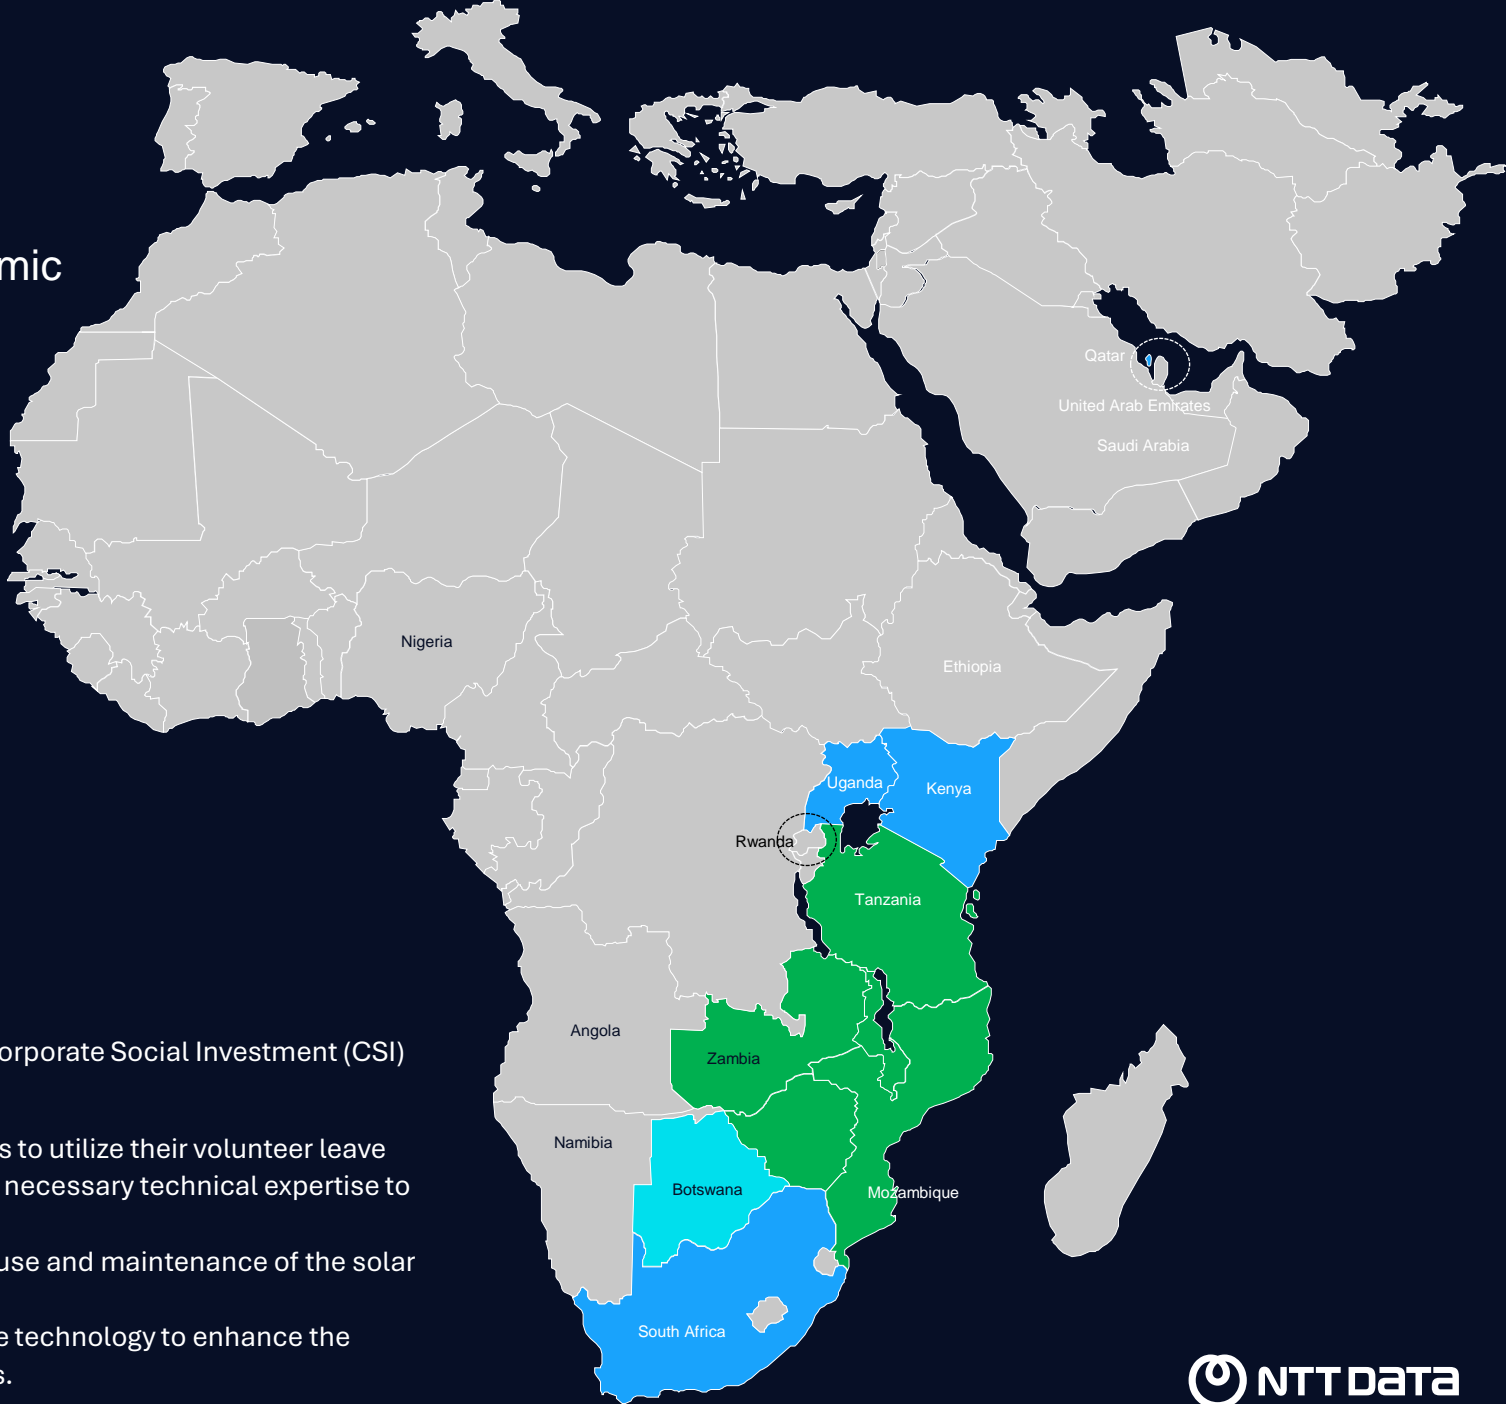 mic
Qatar
United Arab Emirates
Saudi Arabia
Nigeria
Ethiopia
Uganda
Kenya
Rwanda
Tanzania
Angola
orporate Social Investment (CSI)
Zambia
Namibia
s to utilize their volunteer leave
necessary technical expertise to
Botswana
Mozambique
use and maintenance of the solar
South Africa
e technology to enhance the
s.
NTT DATA